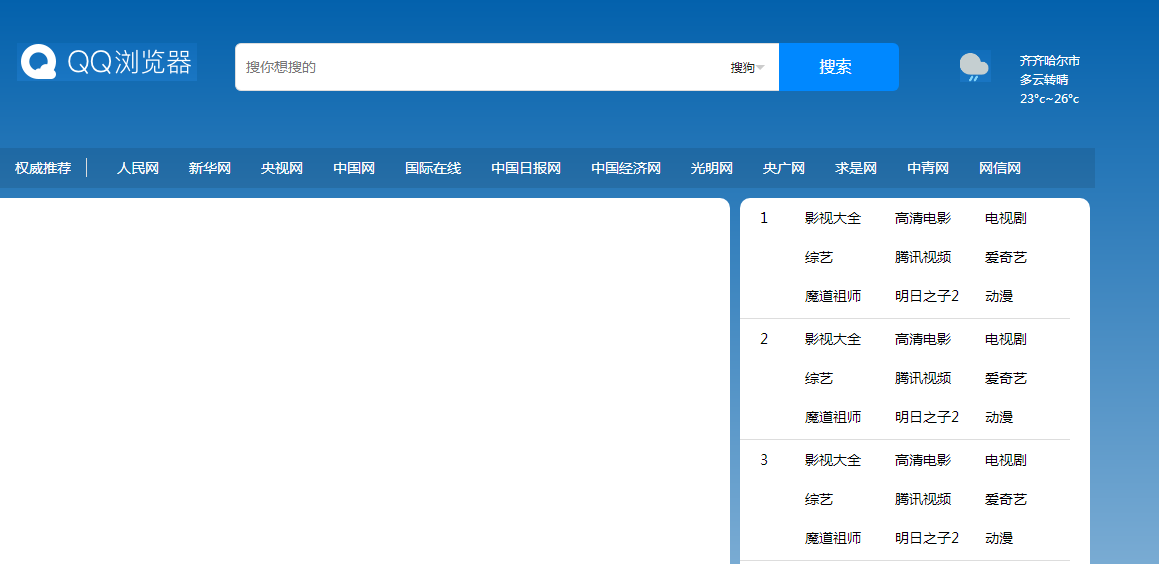 QQ浏览器
搜你想搜的 搜狗 搜索
齐齐哈尔市
多云转晴
23°c~26°c
权威推荐 人民网 新华网 央视网 中国网 国际在线 中国日报网 中国经济网 光明网 央广网 求是网 中青网 网信网
1 影视大全 高清电影 电视剧
综艺 腾讯视频 爱奇艺
魔道祖师 明日之子2 动漫
2 影视大全 高清电影 电视剧
综艺 腾讯视频 爱奇艺
魔道祖师 明日之子2 动漫
3 影视大全 高清电影 电视剧
综艺 腾讯视频 爱奇艺
魔道祖师 明日之子2 动漫